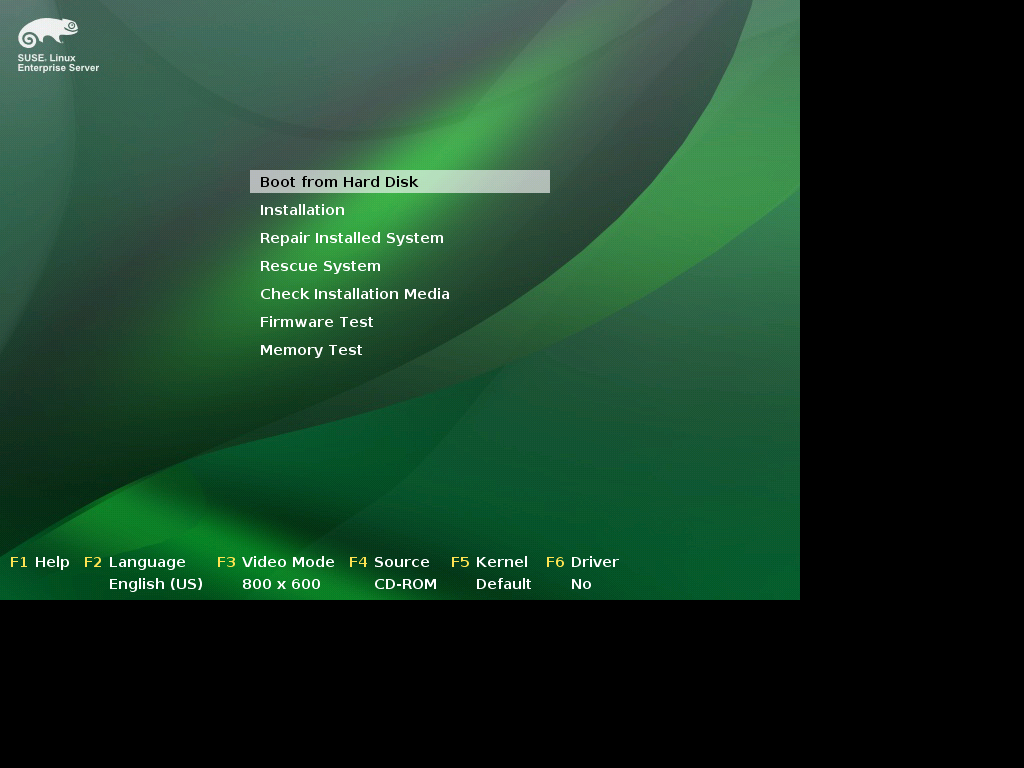 SUSE. Linux
Enterprise Server
Boot from Hard Disk
Installation
Repair Installed System
Rescue System
Check Installation Media
Firmware Test
Memory Test
F1 Help F2 Language F3 Video Mode F4 Source F5 Kernel F6 Driver
English (US) 800 x 600 CD-ROM Default No